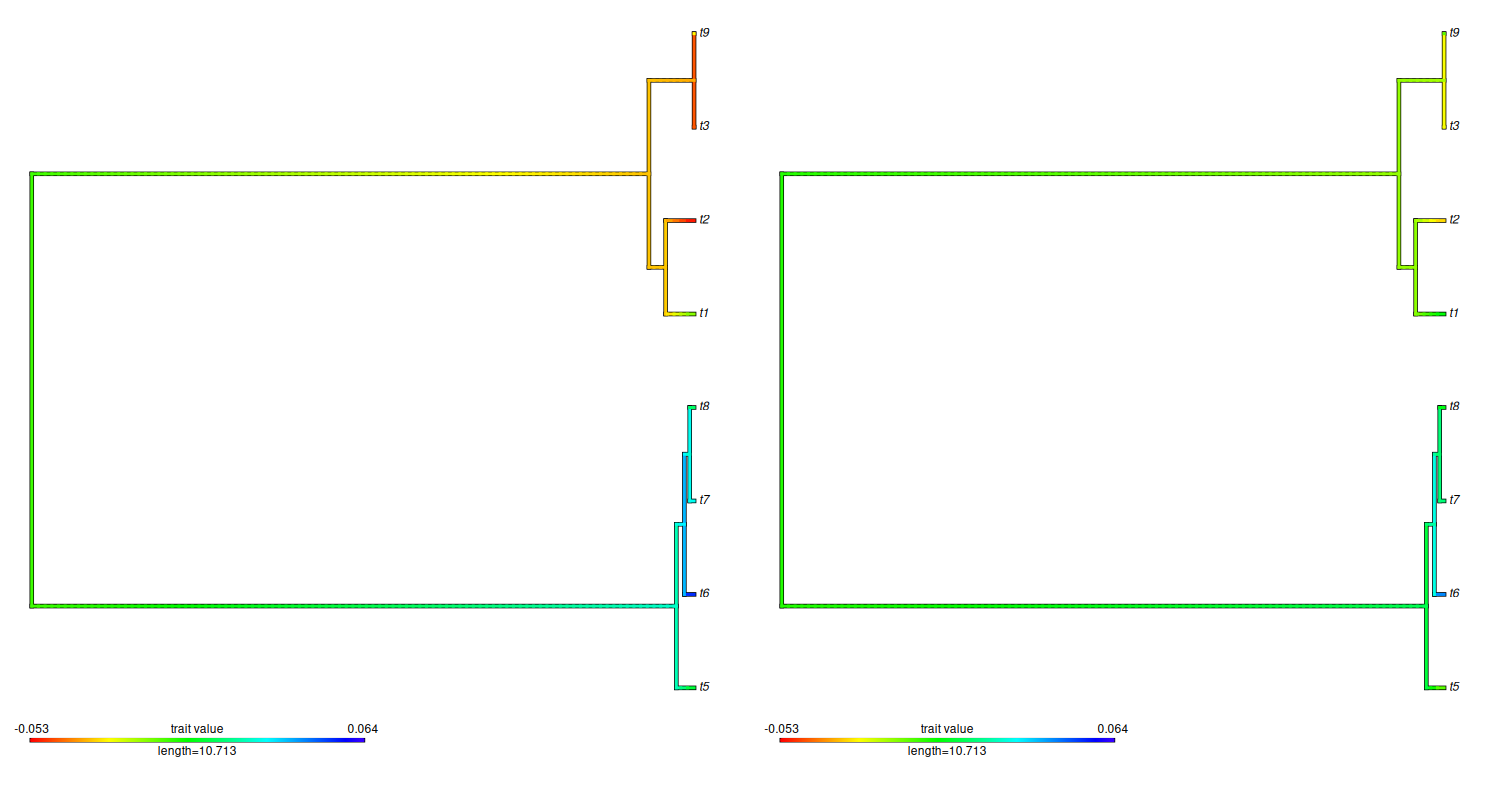 t9
t3
t2
t1
t8
t7
t6
t5
-0.053 trait value 0.064
length=10.713
t9
t3
t2
t1
t8
t7
t6
t5
-0.053 trait value 0.064
length=10.713